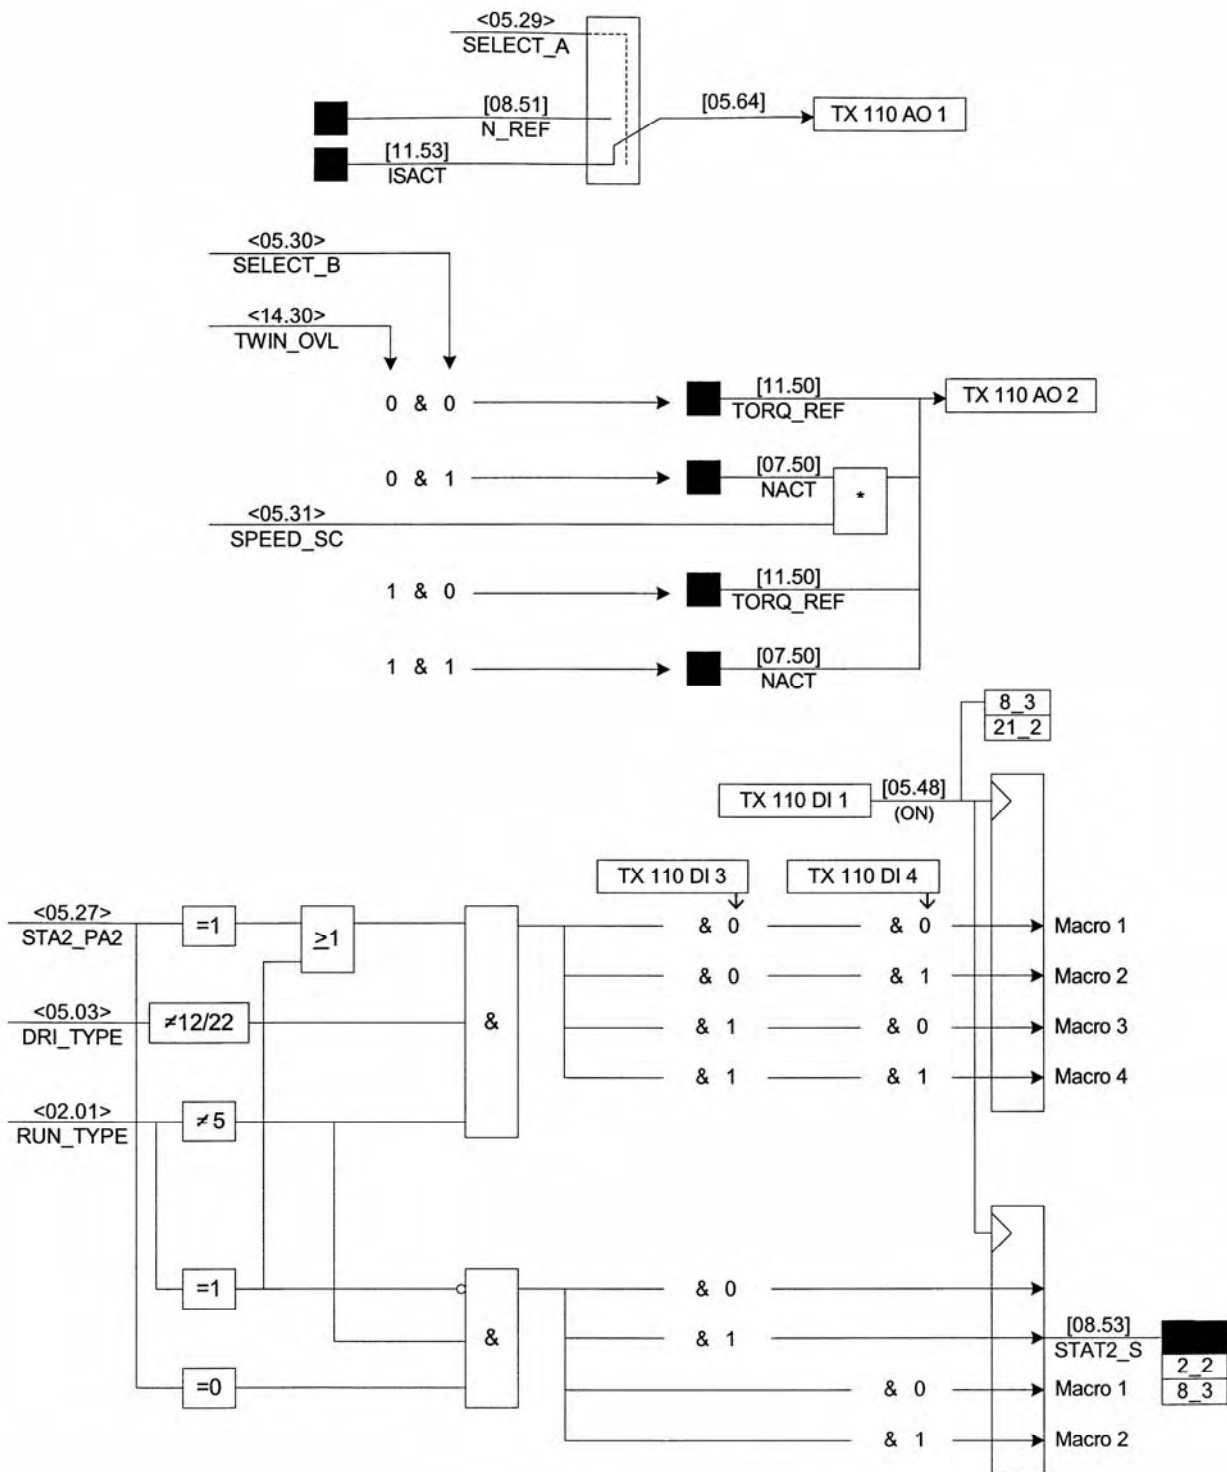 <05.29>
SELECT_A
[08.51]
N_REF
[05.64]
TX 110 AO 1
[11.53]
ISACT
<05.30>
SELECT_B
<14.30>
TWIN_OVL
0 & 0
[11.50]
TORQ_REF
TX 110 AO 2
0 & 1
[07.50]
NACT
*
<05.31>
SPEED_SC
1 & 0
[11.50]
TORQ_REF
1 & 1
[07.50]
NACT
8_3
21_2
TX 110 DI 1
[05.48]
(ON)
TX 110 DI 3
TX 110 DI 4
<05.27>
STA2_PA2
=1
≥1
& 0
& 0
Macro 1
& 0
& 1
Macro 2
<05.03>
DRI_TYPE
≠12/22
&
& 1
& 0
Macro 3
& 1
& 1
Macro 4
<02.01>
RUN_TYPE
≠5
=1
& 0
&
& 1
[08.53]
STAT2_S
2_2
8_3
=0
& 0
Macro 1
& 1
Macro 2